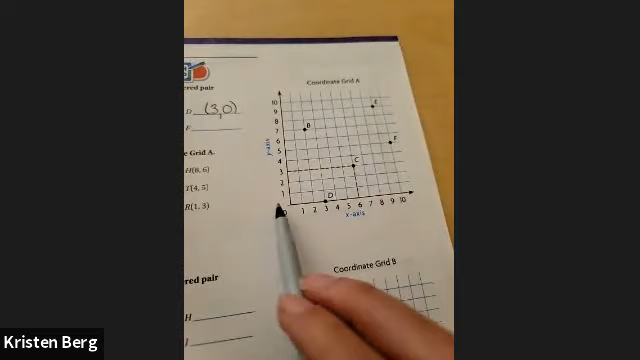 Coordinate Grid A
ered pair
D (3,0)
F
e Grid A.
H(8, 6)
T(4, 5)
R(1, 3)
y-axis
10
9
8
7
6
5
4
3
2
1
0 1 2 3 4 5 6 7 8 9 10
x-axis
B
E
F
C
D
Coordinate Grid B
ered pair
H
I
Kristen Berg